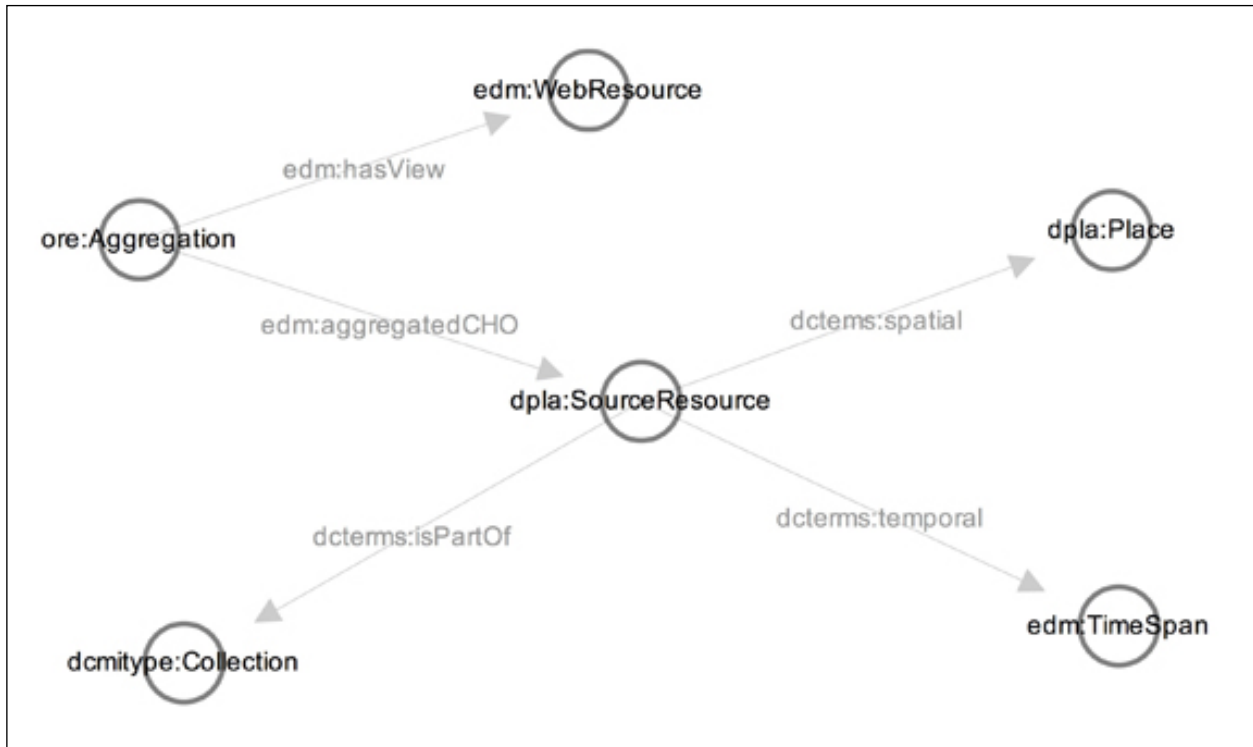 edm:WebResource
edm:hasView
ore:Aggregation
dpla:Place
edm:aggregatedCHO
dctems:spatial
dpla:SourceResource
dcterms:isPartOf
dcterms:temporal
edm:TimeSpan
dcmitype:Collection